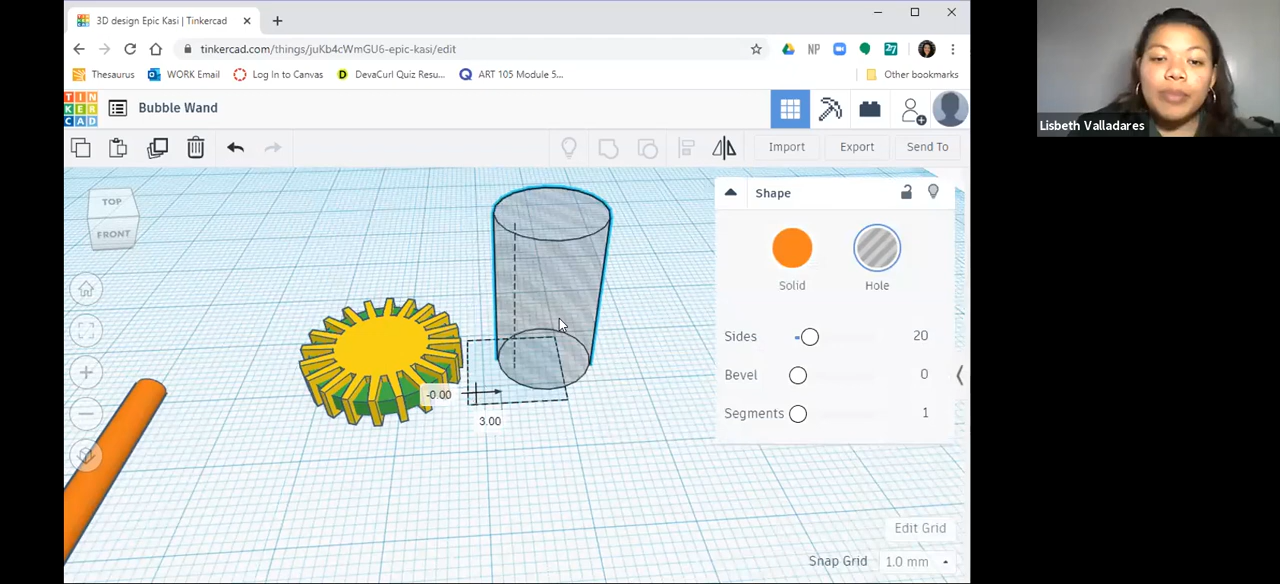 3D design Epic Kasi | Tinkercad
tinkercad.com/things/juKb4cWmGU6-epic-kasi/edit
NP
27
Thesaurus
WORK Email
Log In to Canvas
D
DevaCurl Quiz Resu...
Q
ART 105 Module 5...
Other bookmarks
TIN
KER
CAD
Bubble Wand
Import
Export
Send To
TOP
FRONT
Shape
Solid
Hole
Sides
20
Bevel
0
Segments
1
-0.00
3.00
Edit Grid
Snap Grid
1.0 mm
Lisbeth Valladares